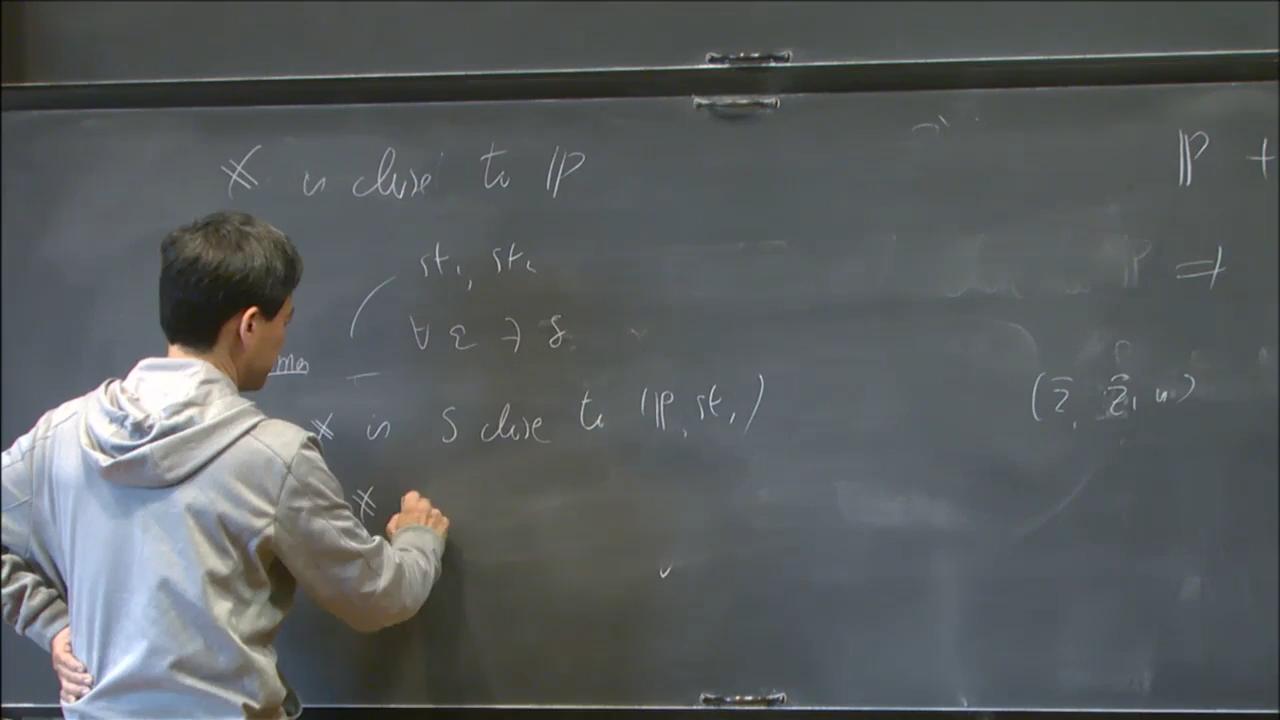 𝕏 is close to ℙ
st₁, st₂
∀ ε ∃ δ
𝕏 is δ close to (ℙ, st₁)
𝕏
ℙ +
ℙ ⇒